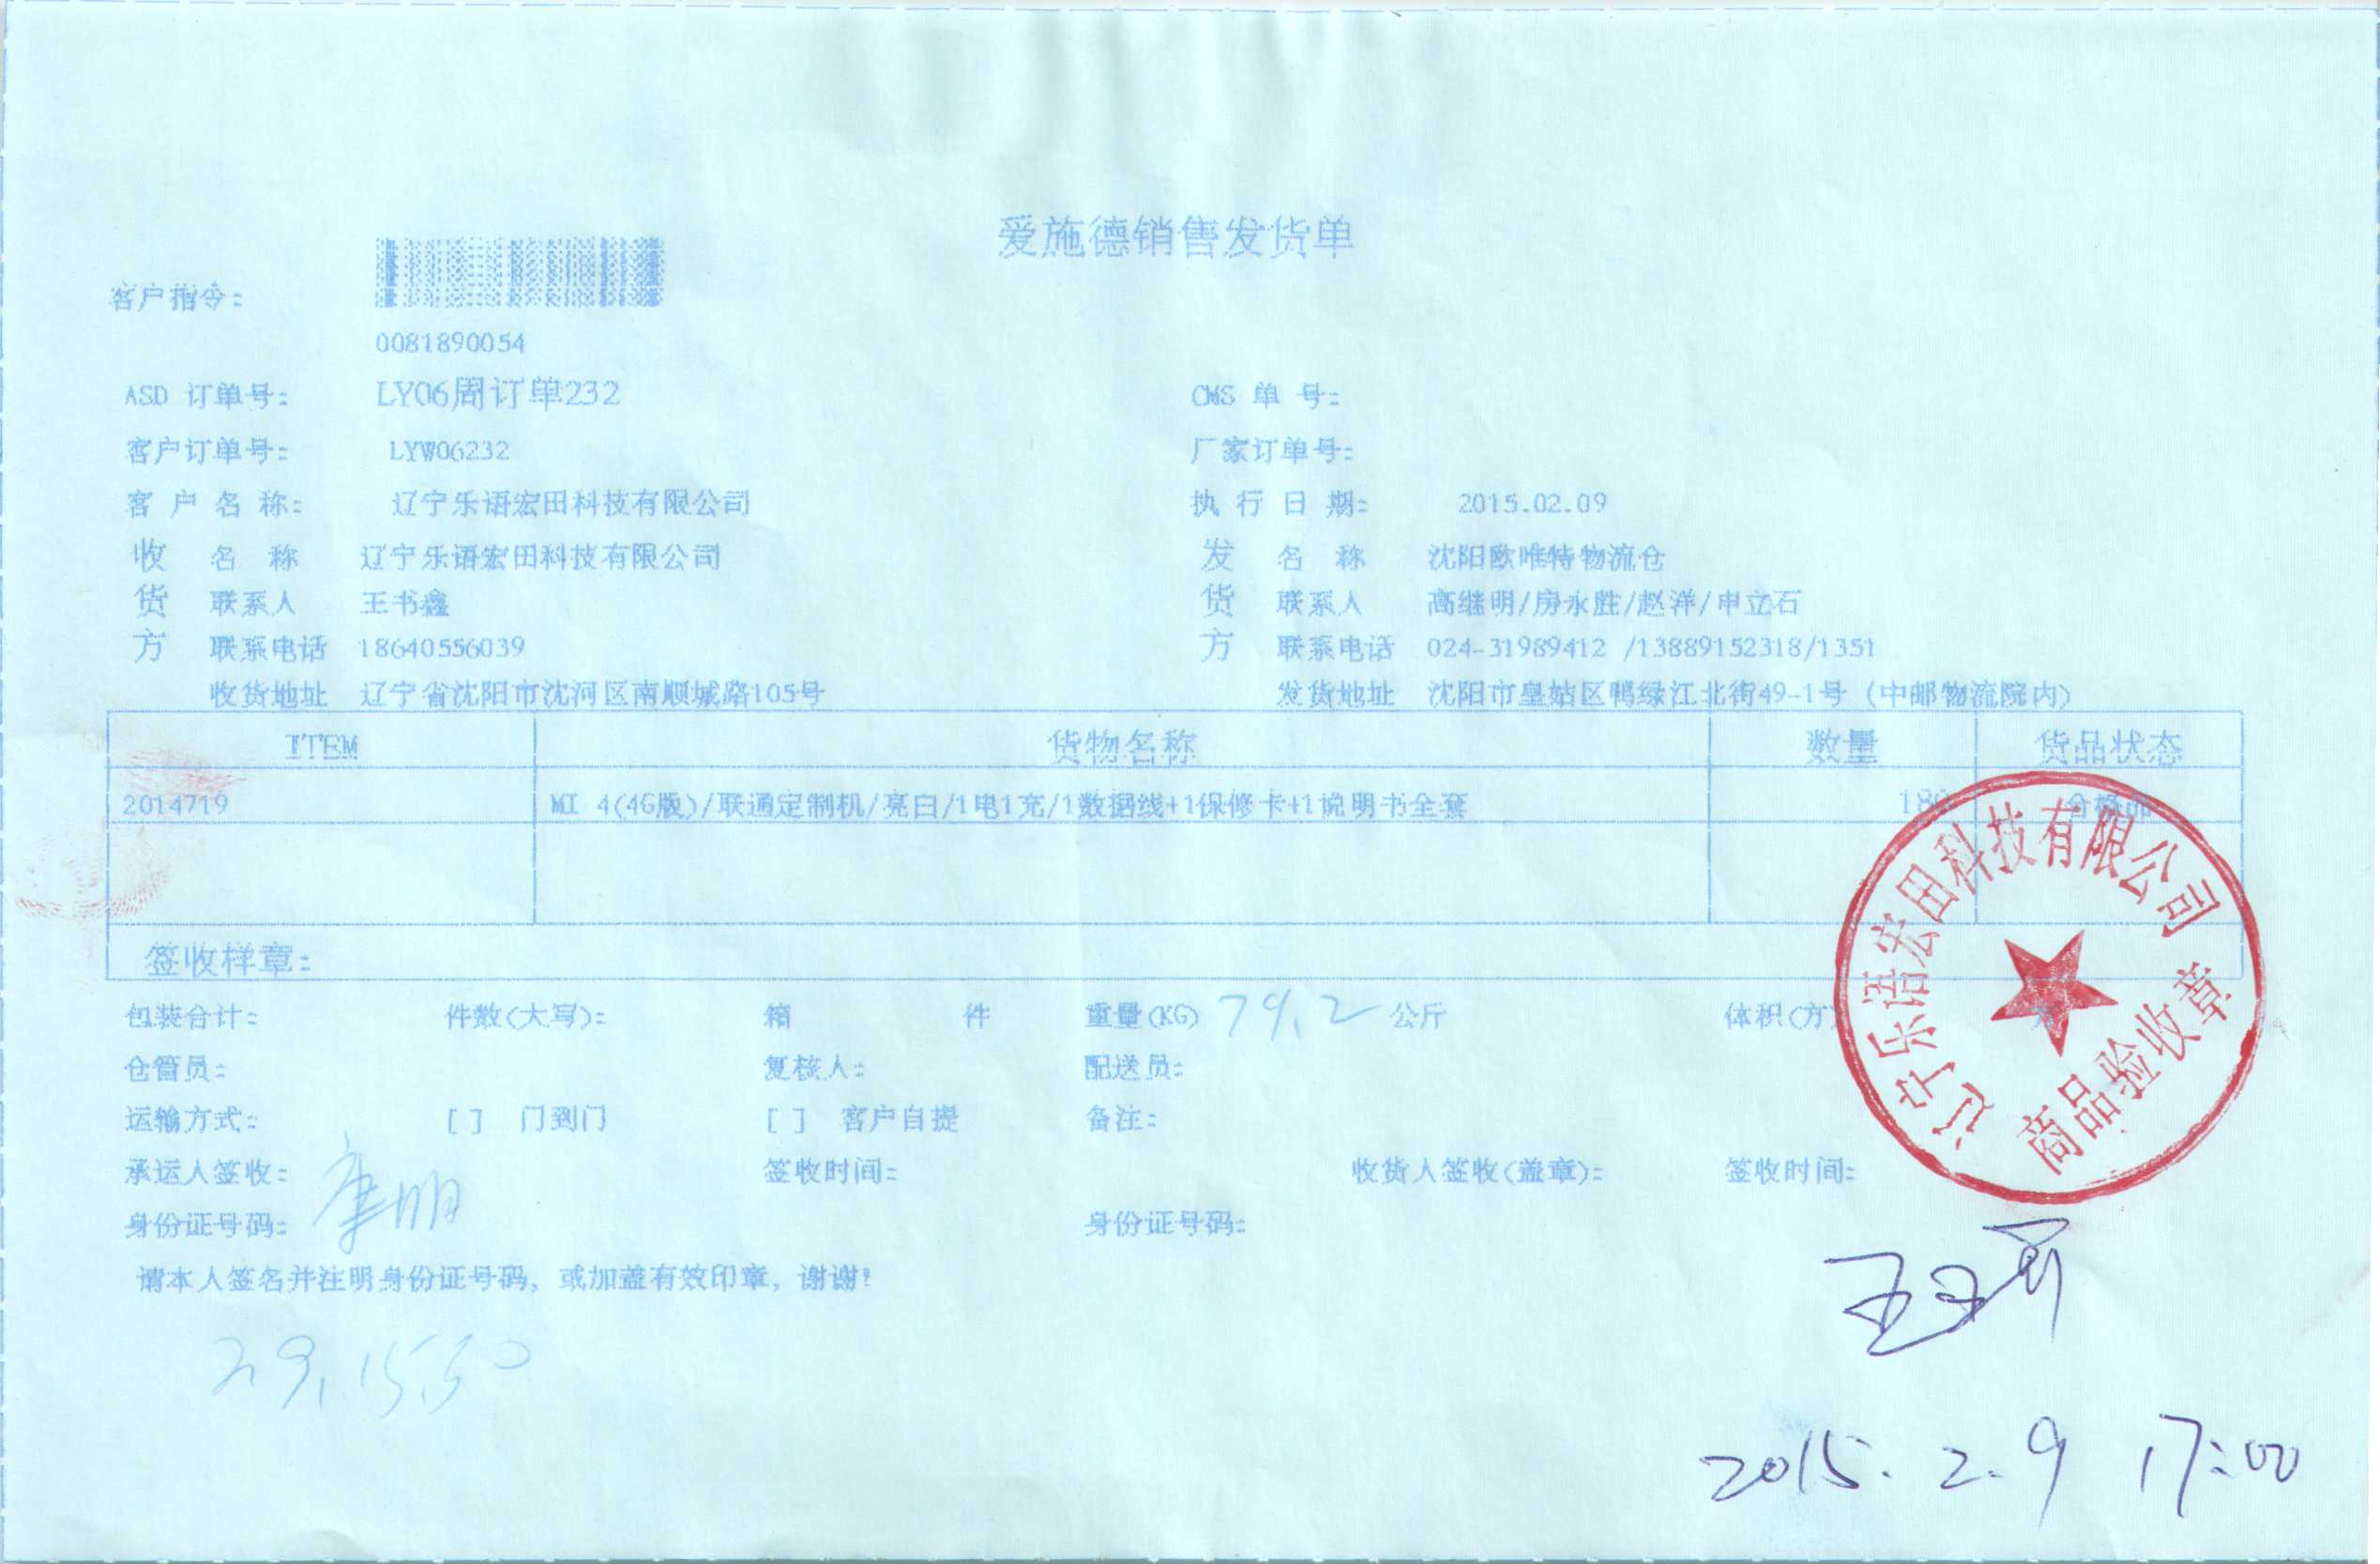 爱施德销售发货单
客户指令:
0081890054
ASD 订单号: LY06周订单232 CMS 单 号:
客户订单号: LYW06232 厂家订单号:
客 户 名 称: 辽宁乐语宏田科技有限公司 执 行 日 期: 2015.02.09
收货方 发货方
名 称 辽宁乐语宏田科技有限公司 名 称 沈阳欧唯特物流仓
联系人 王书鑫 联系人 高继明/房永胜/赵洋/申立石
联系电话 18640556039 联系电话 024-31989412 /13889152318/1351
收货地址 辽宁省沈阳市沈河区南顺城路105号 发货地址 沈阳市皇姑区鸭绿江北街49-1号 (中邮物流院内)
ITEM 货物名称 数量 货品状态
2014719 MI 4(4G版)/联通定制机/亮白/1电1充/1数据线+1保修卡+1说明书全套 合格品
签收样章:
包装合计: 件数(大写): 箱 件 重量(KG) 79.2 公斤 体积(方)
仓管员: 复核人: 配送员:
运输方式: [ ] 门到门 [ ] 客户自提 备注:
承运人签收: 签收时间: 收货人签收(盖章): 签收时间:
身份证号码: 身份证号码:
请本人签名并注明身份证号码, 或加盖有效印章, 谢谢!
辽宁乐语宏田科技有限公司
商品验收章
2015.2.9 17:00